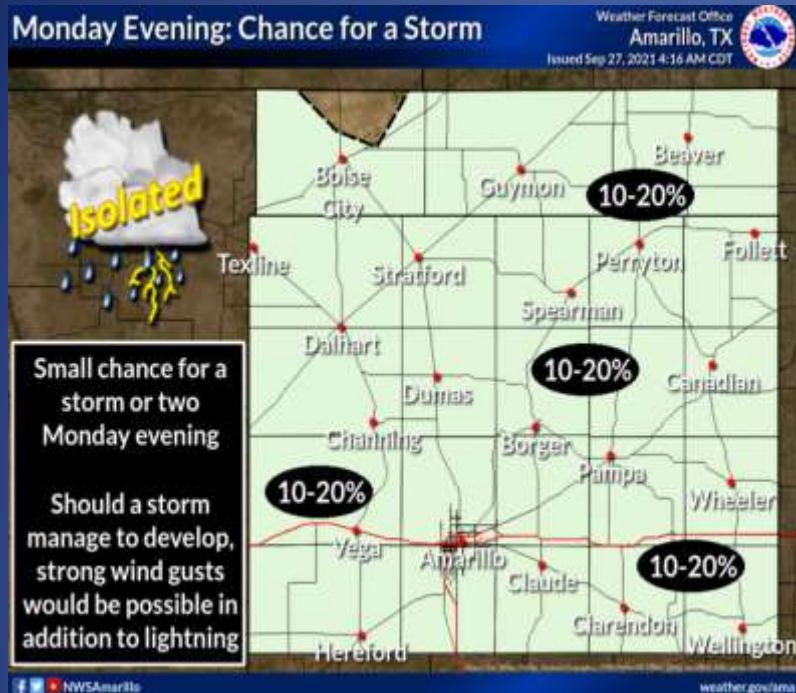 Monday Evening: Chance for a Storm
Weather Forecast Office
Amarillo, TX
Issued Sep 27, 2021 4:16 AM CDT
Isolated
Boise
City
Guymon
Beaver
10-20%
Texline
Stratford
Perryton
Follett
Spearman
Dalhart
Dumas
10-20%
Canadian
Channing
Borger
Pampa
10-20%
Wheeler
Vega
Amarillo
Claude
10-20%
Clarendon
Hereford
Wellington
Small chance for a
storm or two
Monday evening
Should a storm
manage to develop,
strong wind gusts
would be possible in
addition to lightning
NWSAmarillo
weather.gov/ama